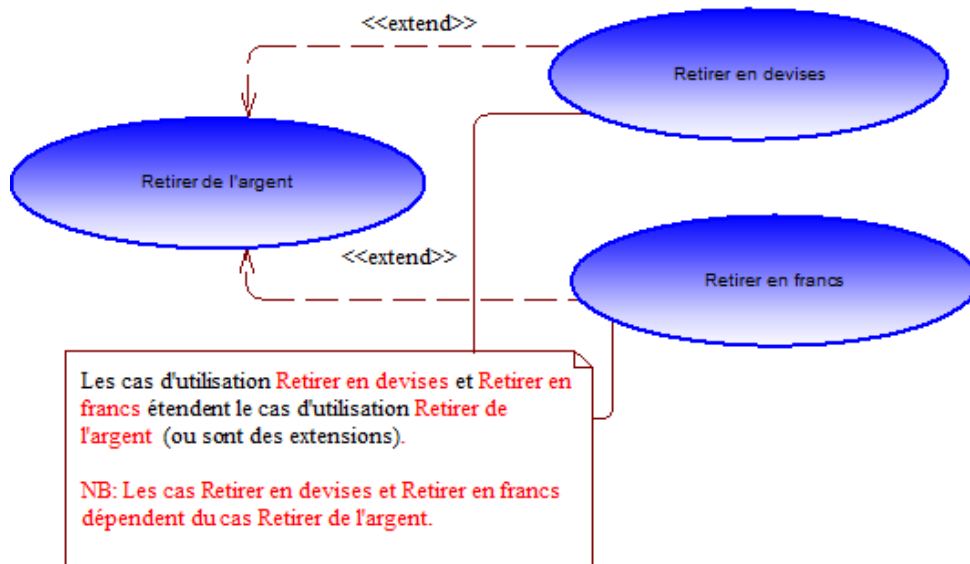 <<extend>>
Retirer en devises
Retirer de l'argent
<<extend>>
Retirer en francs
Les cas d'utilisation Retirer en devises et Retirer en
francs étendent le cas d'utilisation Retirer de
l'argent (ou sont des extensions).
NB: Les cas Retirer en devises et Retirer en francs
dépendent du cas Retirer de l'argent.